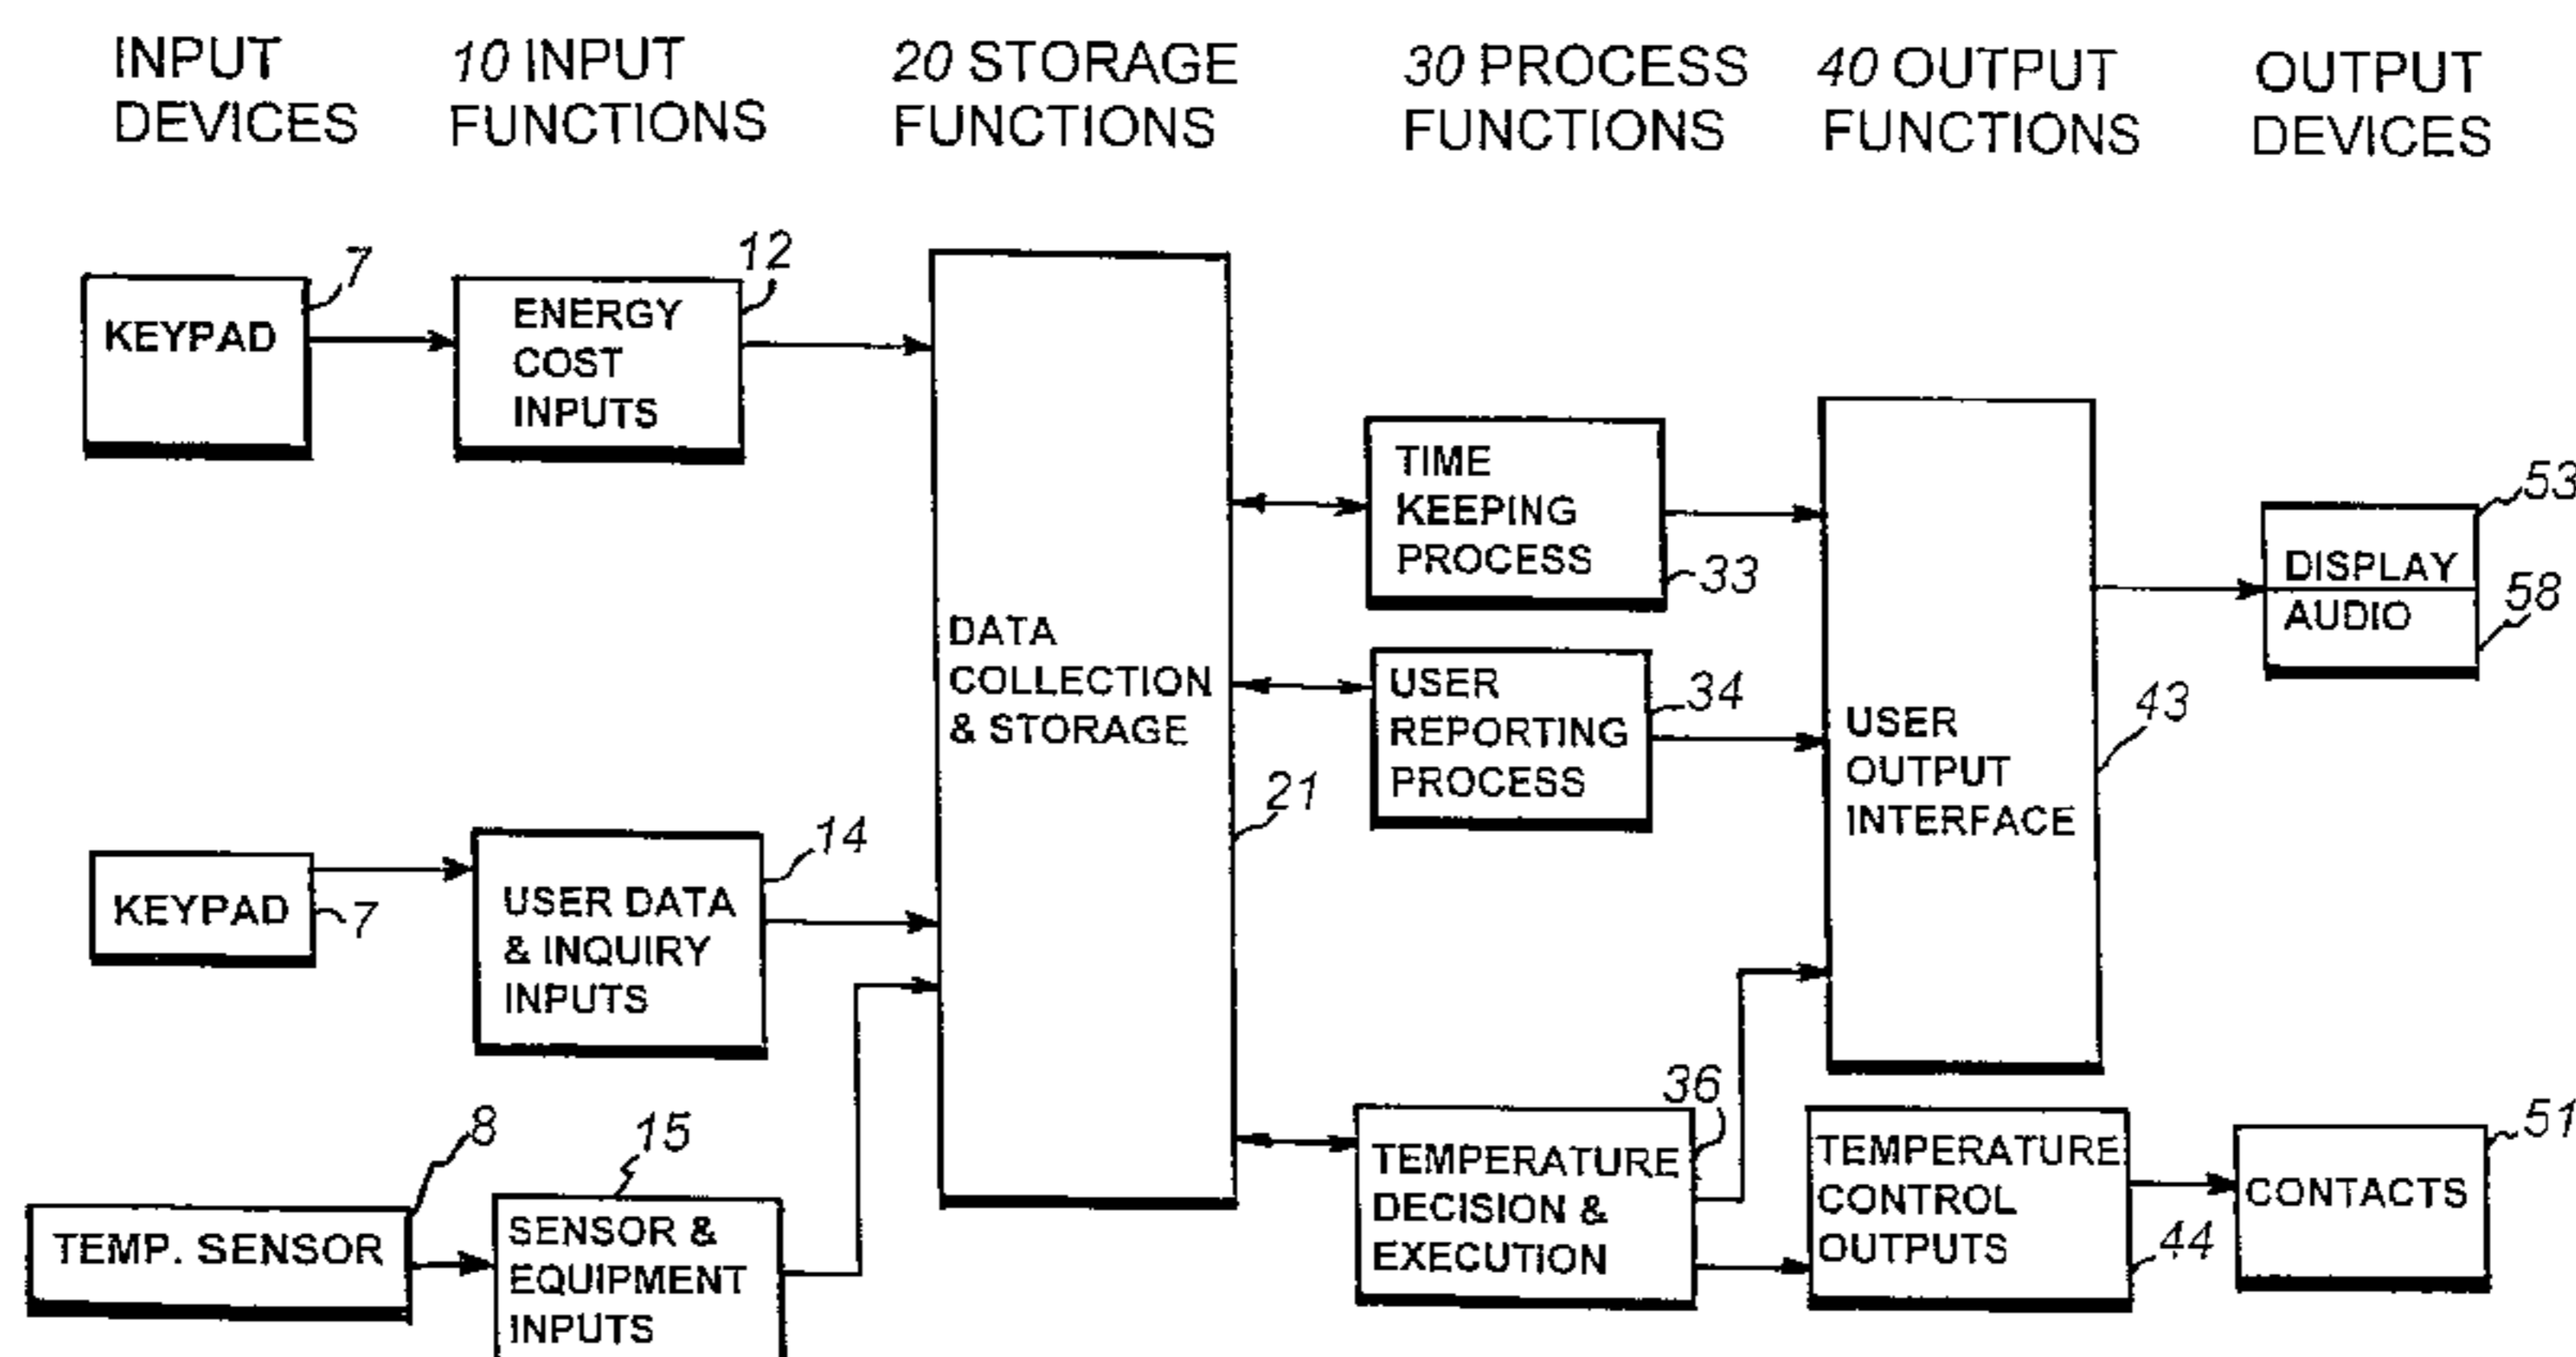 INPUT
DEVICES
10 INPUT
FUNCTIONS
20 STORAGE
FUNCTIONS
30 PROCESS
FUNCTIONS
40 OUTPUT
FUNCTIONS
OUTPUT
DEVICES
KEYPAD
7
ENERGY
COST
INPUTS
12
KEYPAD
7
USER DATA
& INQUIRY
INPUTS
14
TEMP. SENSOR
8
SENSOR &
EQUIPMENT
INPUTS
15
DATA
COLLECTION
& STORAGE
21
TIME
KEEPING
PROCESS
33
USER
REPORTING
PROCESS
34
TEMPERATURE
DECISION &
EXECUTION
36
USER
OUTPUT
INTERFACE
43
TEMPERATURE
CONTROL
OUTPUTS
44
DISPLAY
53
AUDIO
58
CONTACTS
51